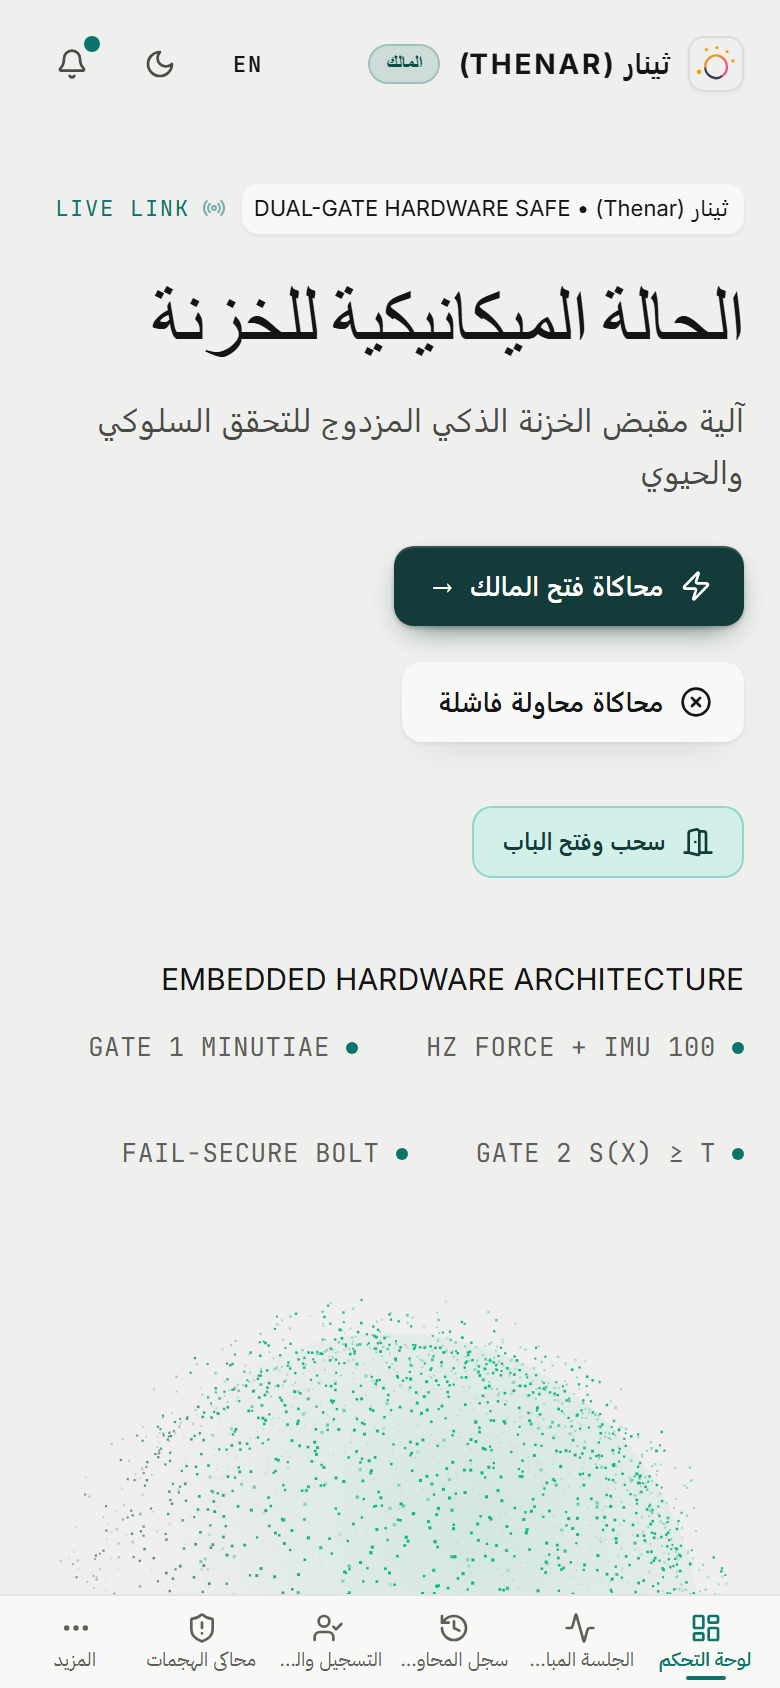 ثينار (THENAR) المالك EN
ثينار (Thenar) • DUAL-GATE HARDWARE SAFE LIVE LINK
الحالة الميكانيكية للخزنة
آلية مقبض الخزنة الذكي المزدوج للتحقق السلوكي
والحيوي
محاكاة فتح المالك →
محاكاة محاولة فاشلة
سحب وفتح الباب
EMBEDDED HARDWARE ARCHITECTURE
HZ FORCE + IMU 100 GATE 1 MINUTIAE
GATE 2 S(X) ≥ T FAIL-SECURE BOLT
لوحة التحكم الجلسة المبا... سجل المحاو... التسجيل وال... محاكي الهجمات المزيد